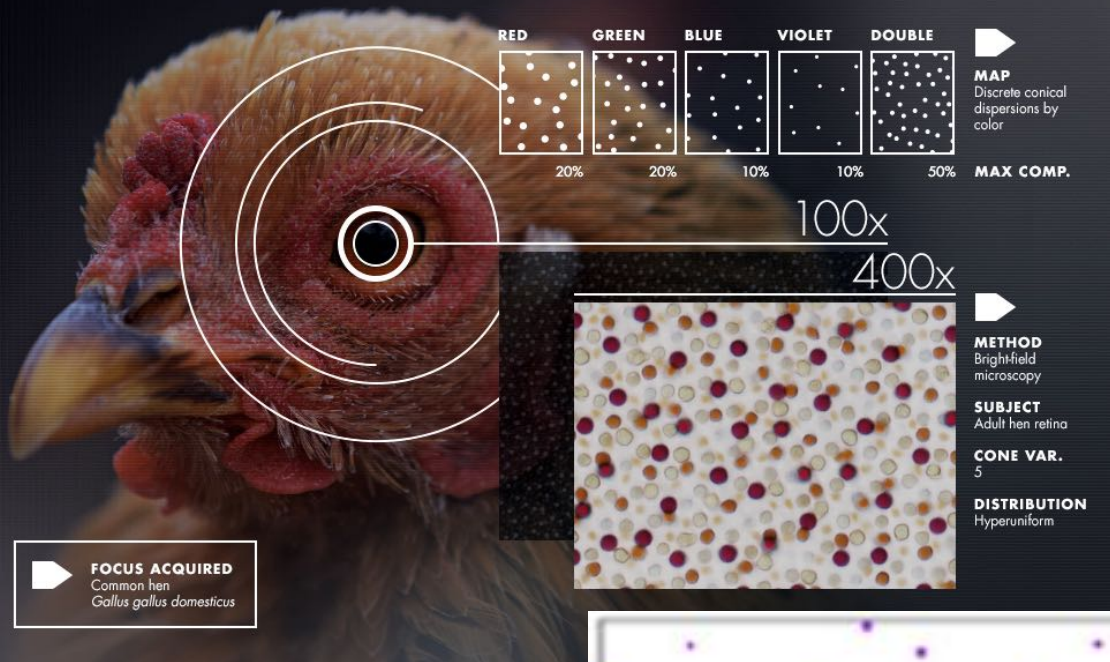 RED GREEN BLUE VIOLET DOUBLE
MAP
Discrete conical
dispersions by
color
20% 20% 10% 10% 50% MAX COMP.
100x
400x
METHOD
Bright-field
microscopy
SUBJECT
Adult hen retina
CONE VAR.
5
DISTRIBUTION
Hyperuniform
FOCUS ACQUIRED
Common hen
Gallus gallus domesticus